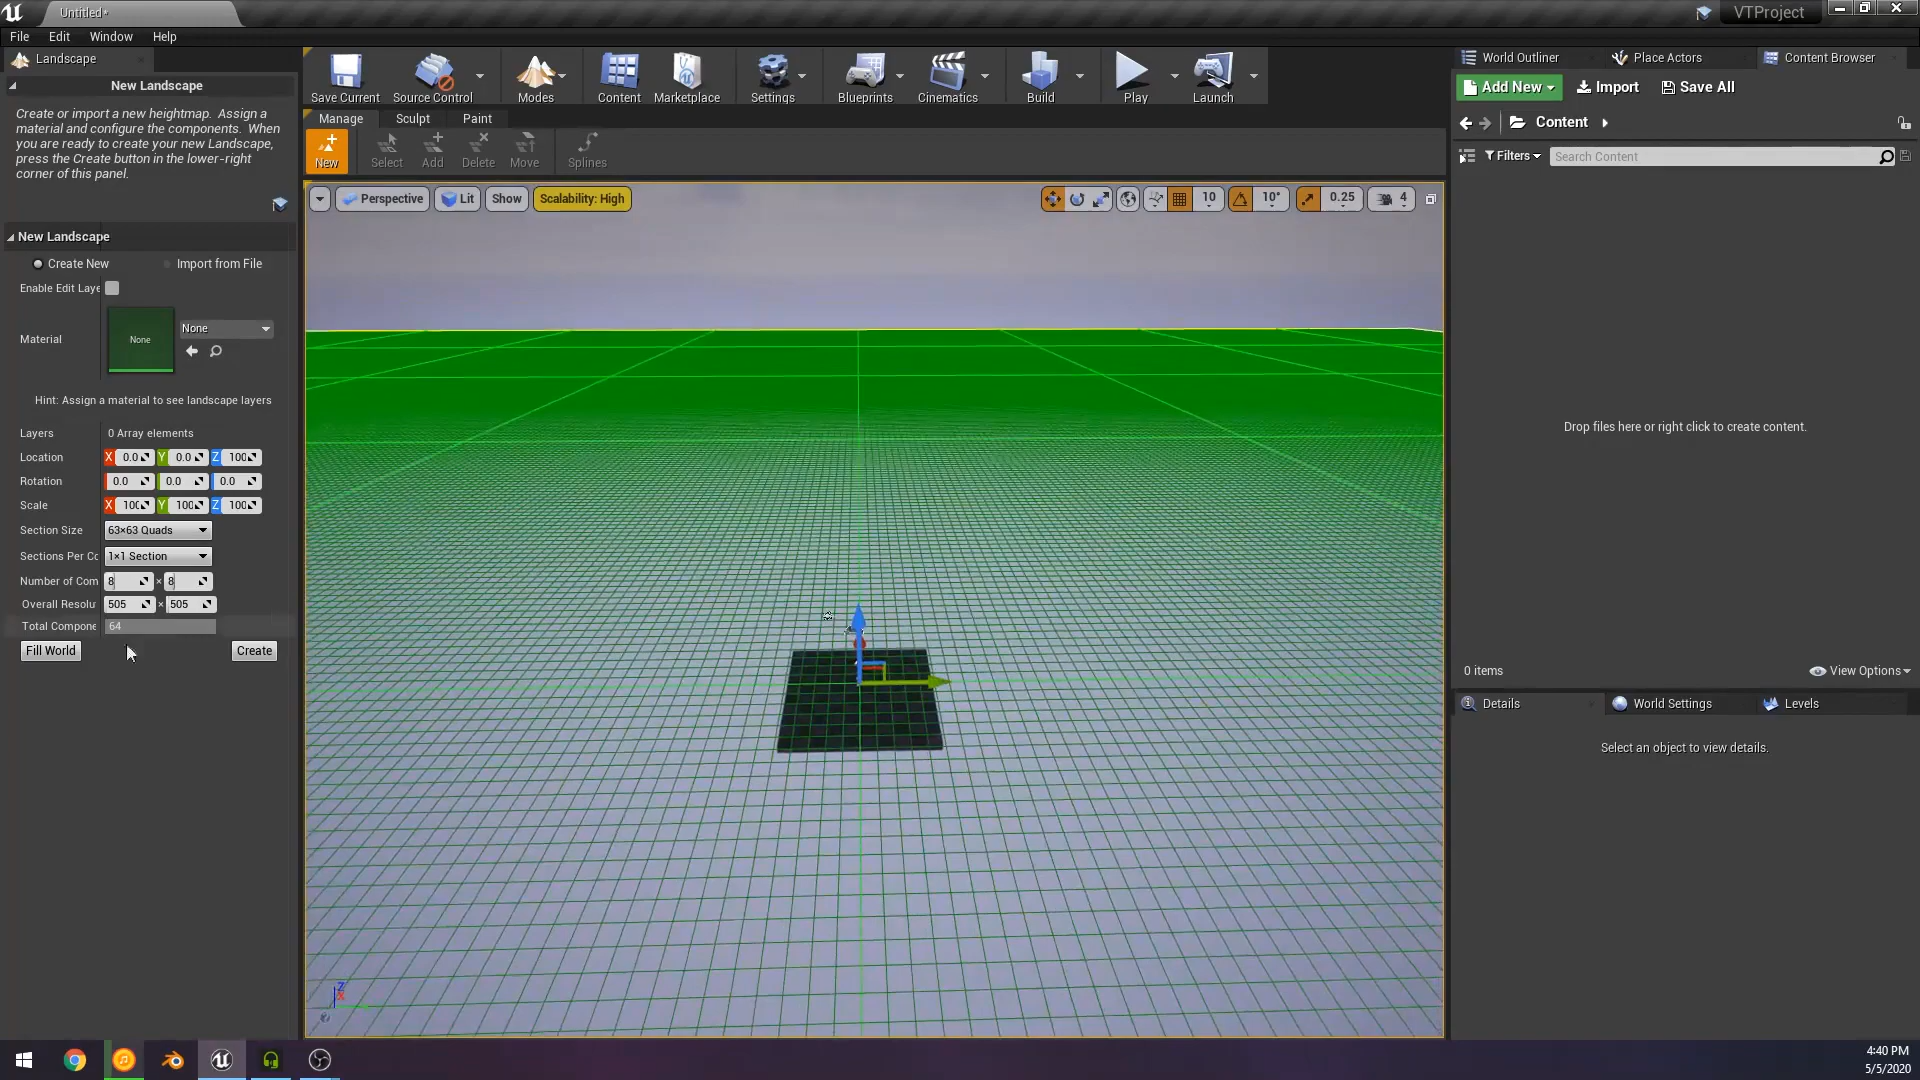 Untitled*
VTProject
File Edit Window Help
Landscape
New Landscape
Create or import a new heightmap. Assign a
material and configure the components. When
you are ready to create your new Landscape,
press the Create button in the lower-right
corner of this panel.
New Landscape
Create New
Import from File
Enable Edit Laye
Material
None
None
Hint: Assign a material to see landscape layers
Layers 0 Array elements
Location X 0.0 Y 0.0 Z 100
Rotation 0.0 0.0 0.0
Scale X 100 Y 100 Z 100
Section Size 63×63 Quads
Sections Per Co 1×1 Section
Number of Com 8 × 8
Overall Resolu 505 × 505
Total Compone 64
Fill World
Create
Save Current
Source Control
Modes
Content
Marketplace
Settings
Blueprints
Cinematics
Build
Play
Launch
Manage Sculpt Paint
New
Select
Add
Delete
Move
Splines
Perspective
Lit
Show
Scalability: High
10
10°
0.25
4
Z
X
World Outliner
Place Actors
Content Browser
Add New
Import
Save All
Content
Filters
Search Content
Drop files here or right click to create content.
0 items
View Options
Details
World Settings
Levels
Select an object to view details.
4:40 PM
5/5/2020